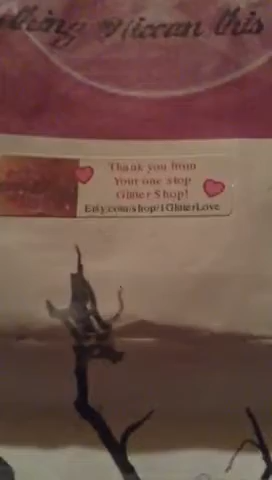 Wiccan this
Thank you from
Your one stop
Glitter Shop!
Etsy.com/shop/1GlitterLove